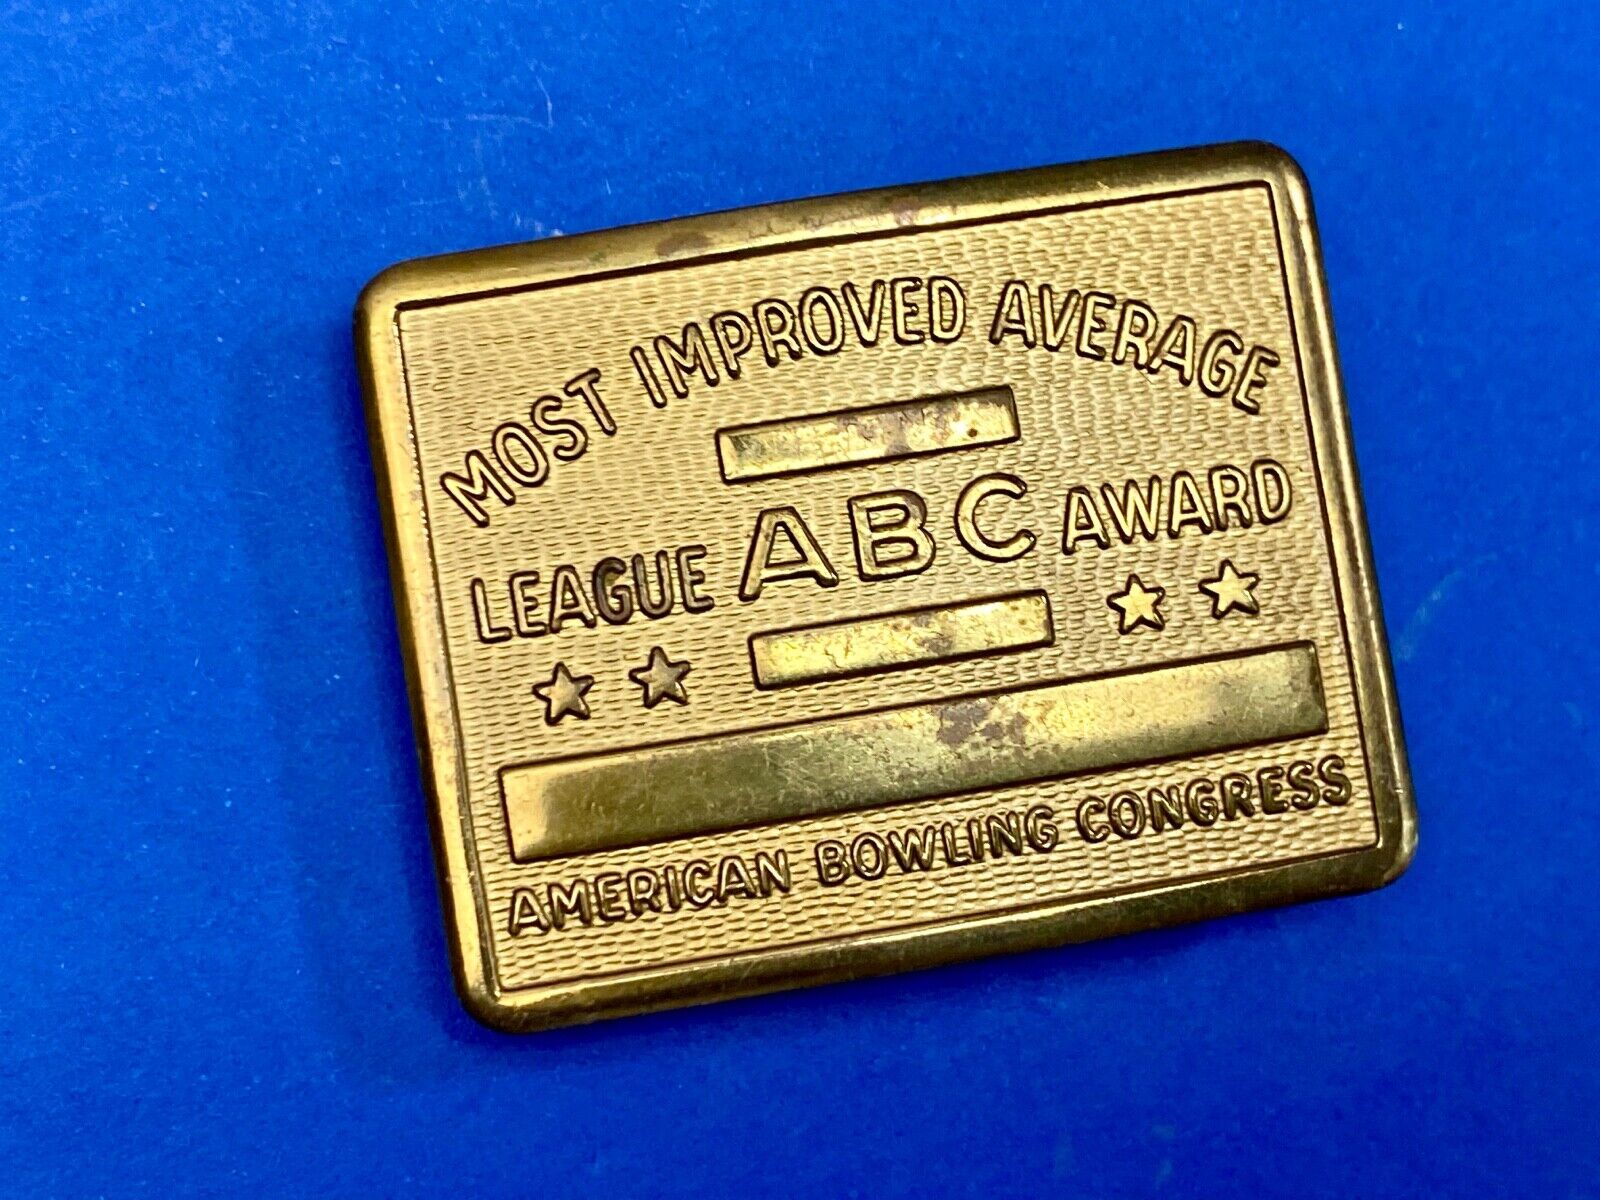 MOST IMPROVED AVERAGE
LEAGUE ABC AWARD
AMERICAN BOWLING CONGRESS